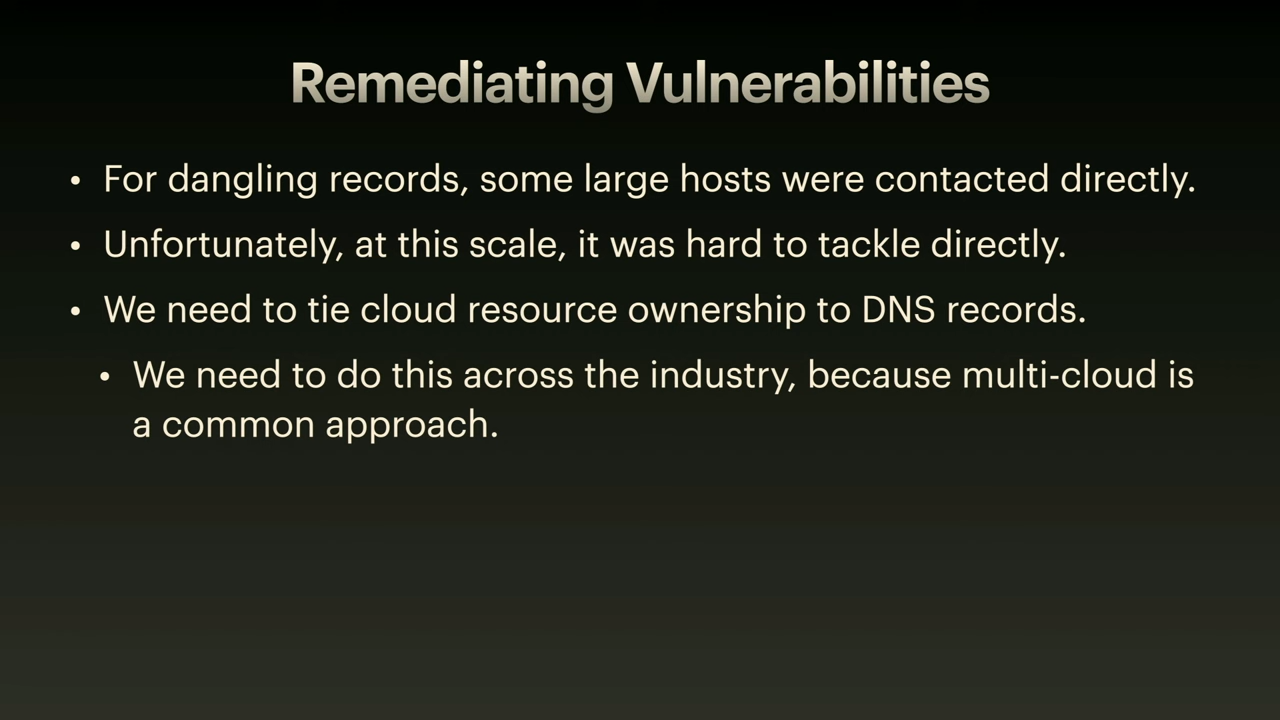 Remediating Vulnerabilities
• For dangling records, some large hosts were contacted directly.
• Unfortunately, at this scale, it was hard to tackle directly.
• We need to tie cloud resource ownership to DNS records.
• We need to do this across the industry, because multi-cloud is
a common approach.